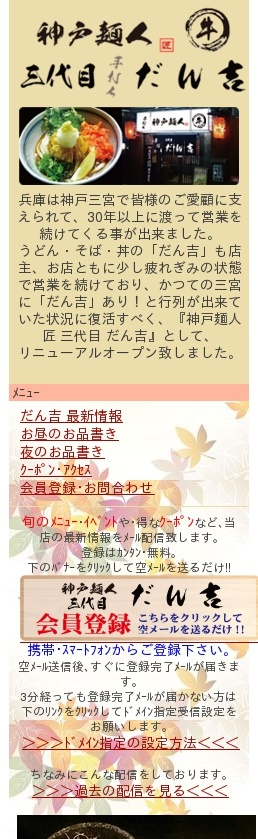 神戸麺人 匠 牛
三代目 手打人 だん吉
神戸麺人
だん吉
兵庫は神戸三宮で皆様のご愛顧に支
えられて、30年以上に渡って営業を
続けてくる事が出来ました。
うどん・そば・丼の「だん吉」も店
主、お店ともに少し疲れぎみの状態
で営業を続けており、かつての三宮
に「だん吉」あり！と行列が出来て
いた状況に復活すべく、『神戸麺人
匠 三代目 だん吉』として、
リニューアルオープン致しました。
ﾒﾆｭｰ
だん吉 最新情報
お昼のお品書き
夜のお品書き
ｸｰﾎﾟﾝ･ｱｸｾｽ
会員登録･お問合わせ
旬のﾒﾆｭｰ･ｲﾍﾞﾝﾄや･得なｸｰﾎﾟﾝなど､当
店の最新情報をﾒｰﾙ配信致します｡
登録はｶﾝﾀﾝ･無料｡
下のﾊﾞﾅｰをｸﾘｯｸして空ﾒｰﾙを送るだけ!!
神戸麺人 三代目 だん吉
会員登録 こちらをクリックして
空メールを送るだけ!!
携帯･ｽﾏｰﾄﾌｫﾝからご登録下さい｡
空ﾒｰﾙ送信後､すぐに登録完了ﾒｰﾙが届きま
す｡
3分経っても登録完了ﾒｰﾙが届かない方は
下のﾘﾝｸをｸﾘｯｸしてﾄﾞﾒｲﾝ指定受信設定を
お願いします｡
＞＞＞ﾄﾞﾒｲﾝ指定の設定方法＜＜＜
ちなみにこんな配信をしております｡
＞＞＞過去の配信を見る＜＜＜